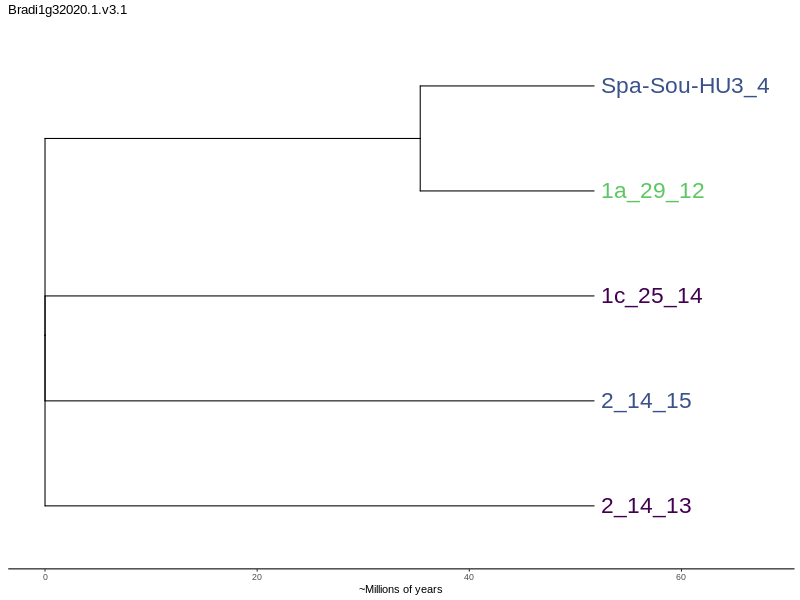 Bradi1g32020.1.v3.1
Spa-Sou-HU3_4
1a_29_12
1c_25_14
2_14_15
2_14_13
0 20 40 60
~Millions of years